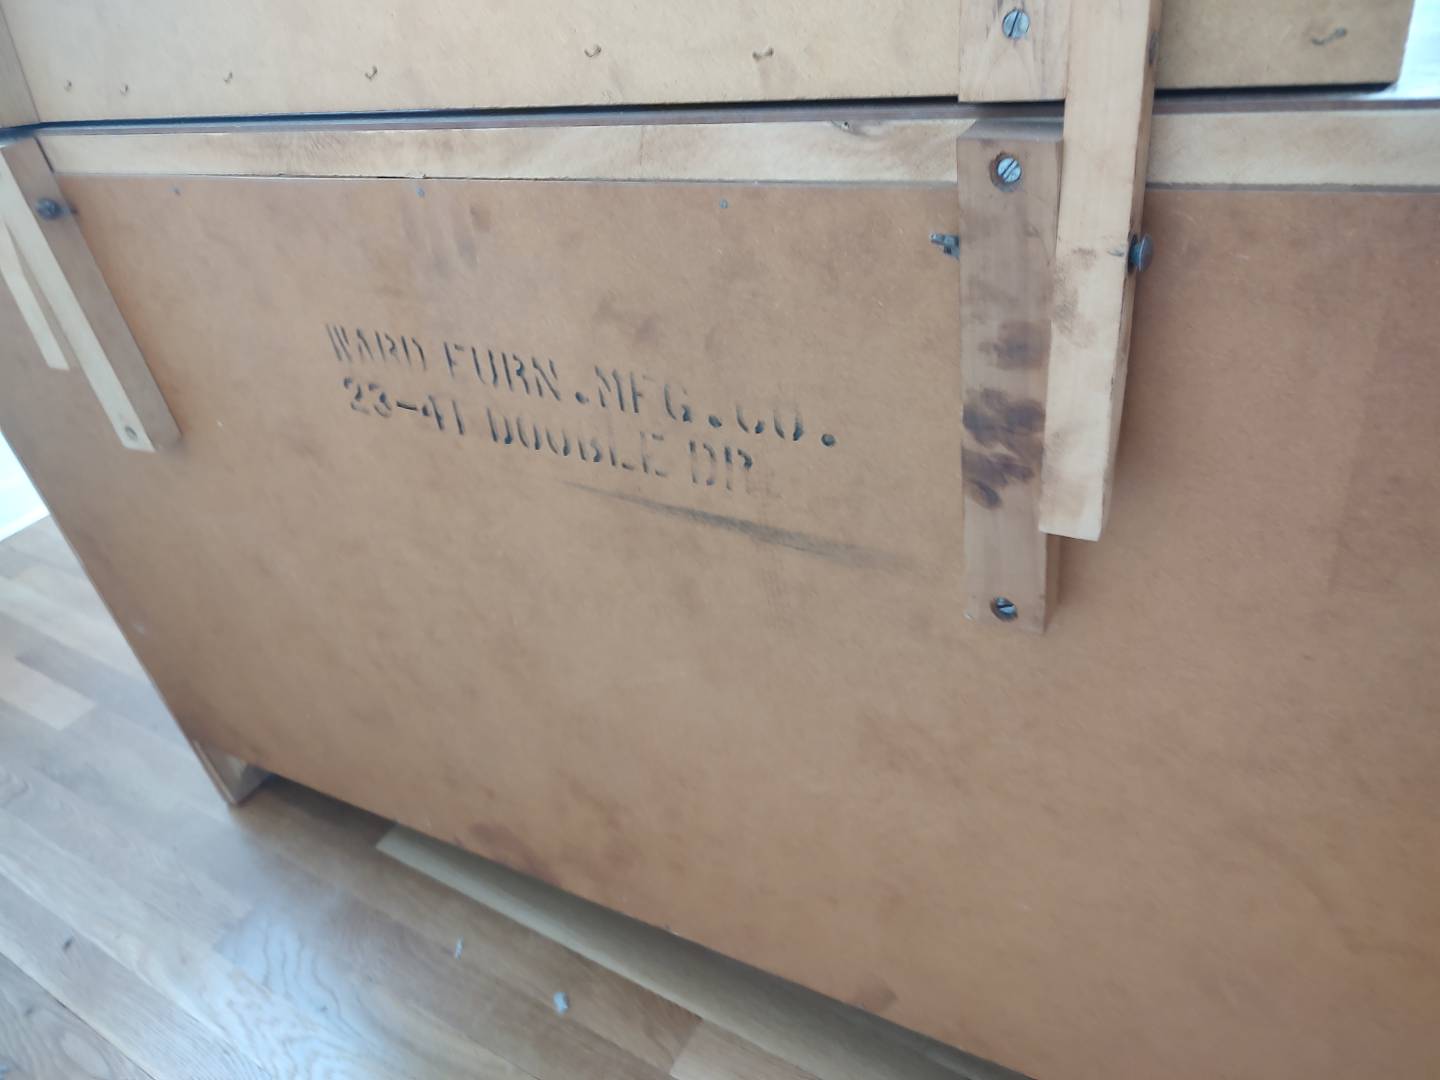 WARD FURN.MFG.CO.
23-41 DOUBLE DR.